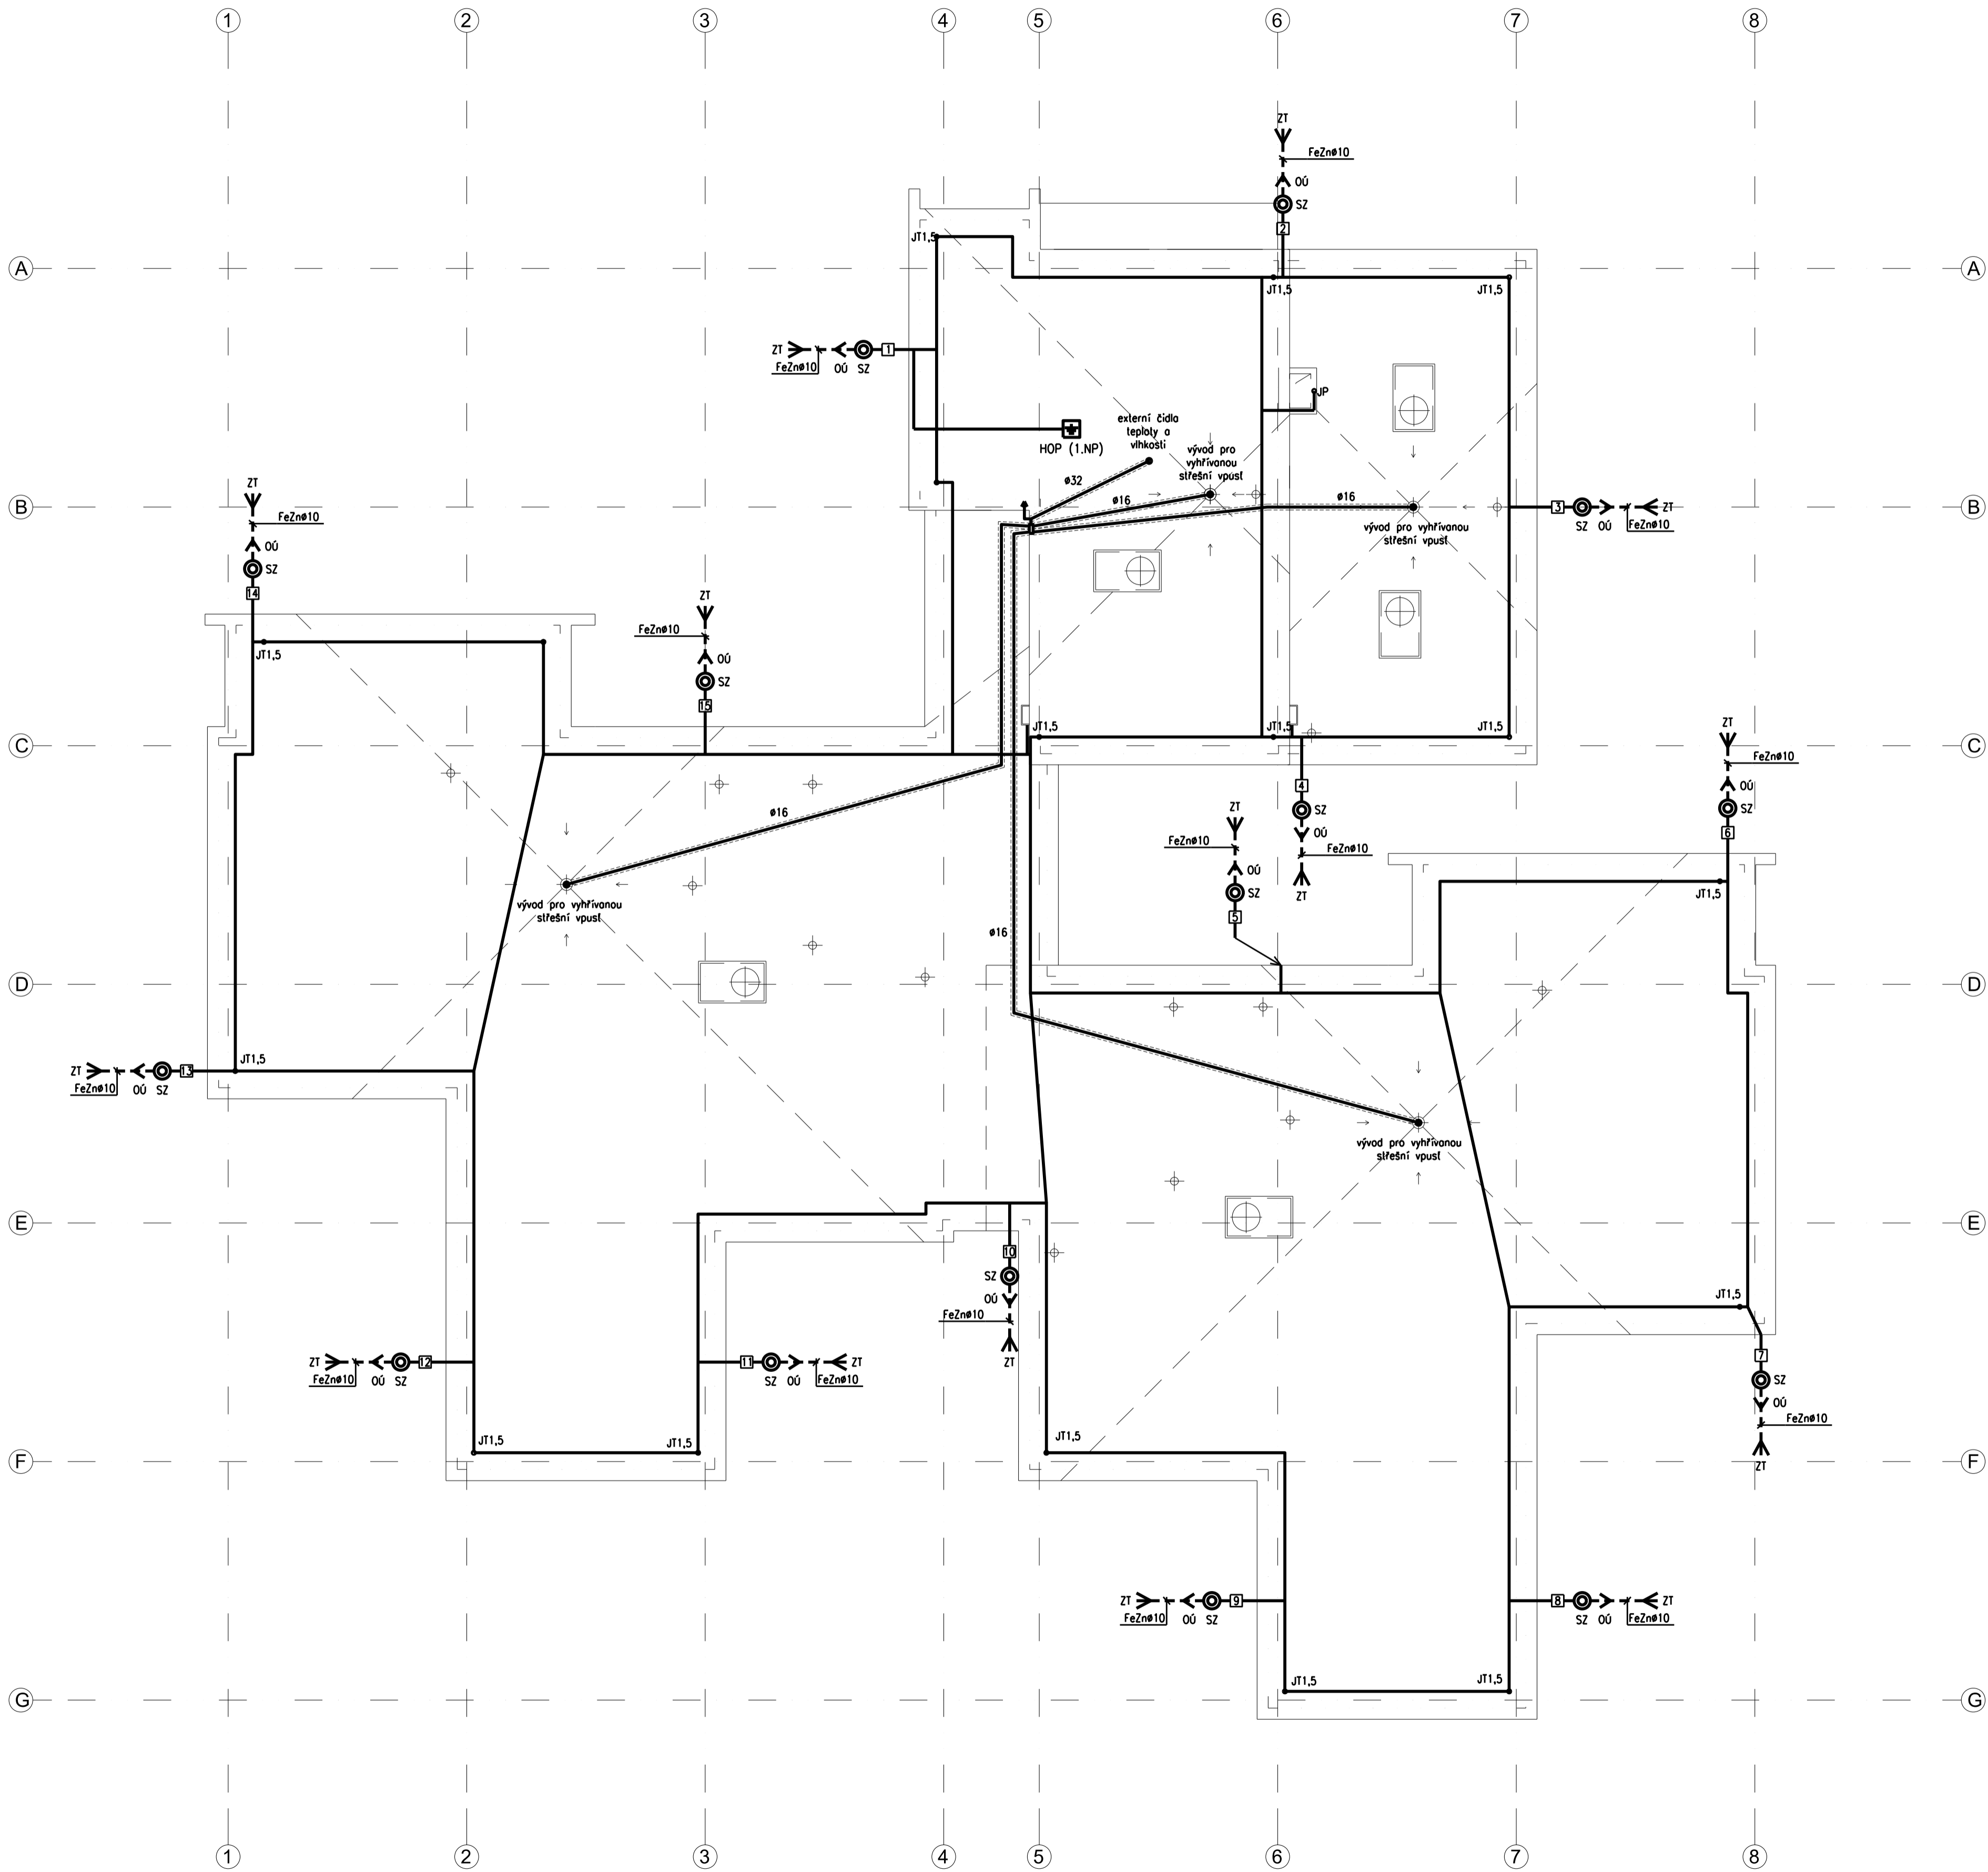 1 2 3 4 5 6 7 8
ZT
FeZnø10
OÚ
SZ
2
JT1,5
A A
JT1,5 JT1,5
ZT OÚ SZ 1
FeZnø10
JP
externí čidla
teploty a
vlhkosti
HOP (1.NP)
vývod pro
vyhřívanou
střešní vpusť
ø32
ø16
ø16
ZT
FeZnø10
OÚ
SZ
14
B B
3 SZ OÚ ZT
FeZnø10
vývod pro vyhřívanou
střešní vpusť
JT1,5
ZT
FeZnø10
OÚ
SZ
15
JT1,5 JT1,5 JT1,5
C C
ZT
FeZnø10
OÚ
SZ
6
4
SZ
OÚ
FeZnø10
ZT
ZT
FeZnø10
OÚ
SZ
5
ø16
JT1,5
vývod pro vyhřívanou
střešní vpusť
ø16
D D
JT1,5
ZT OÚ SZ 13
FeZnø10
vývod pro vyhřívanou
střešní vpusť
E E
10
SZ
OÚ
FeZnø10
ZT
JT1,5
7
SZ
OÚ
FeZnø10
ZT
ZT OÚ SZ 12
FeZnø10
11 SZ OÚ ZT
FeZnø10
JT1,5 JT1,5 JT1,5
F F
ZT OÚ SZ 9
FeZnø10
8 SZ OÚ ZT
FeZnø10
JT1,5 JT1,5
G G
1 2 3 4 5 6 7 8